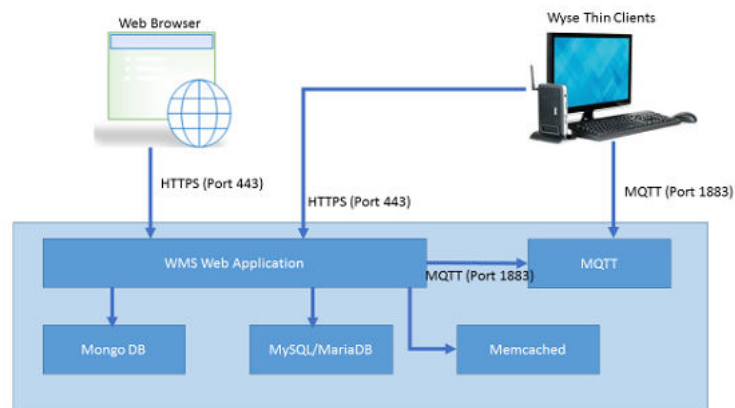 Web Browser
Wyse Thin Clients
HTTPS (Port 443)
HTTPS (Port 443)
MQTT (Port 1883)
WMS Web Application
MQTT (Port 1883)
MQTT
Mongo DB
MySQL/MariaDB
Memcached